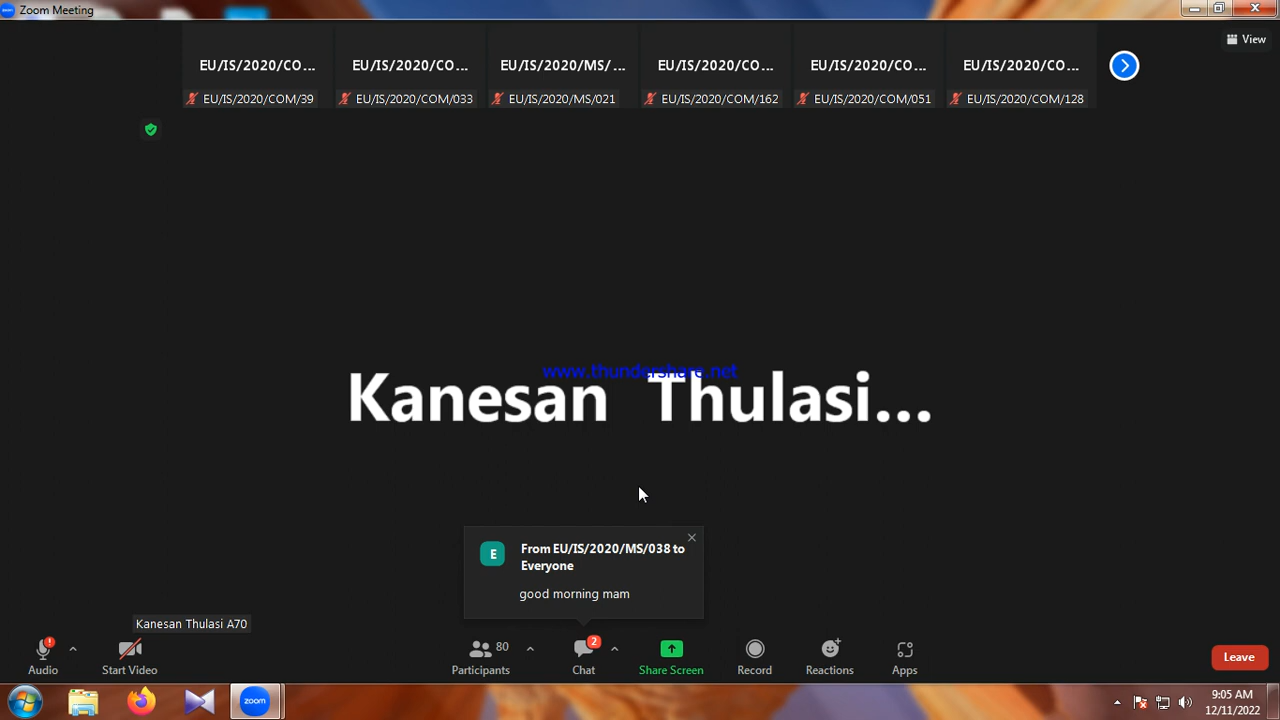 Zoom Meeting
View
EU/IS/2020/CO...
EU/IS/2020/CO...
EU/IS/2020/MS/ ...
EU/IS/2020/CO...
EU/IS/2020/CO...
EU/IS/2020/CO...
EU/IS/2020/COM/39
EU/IS/2020/COM/033
EU/IS/2020/MS/021
EU/IS/2020/COM/162
EU/IS/2020/COM/051
EU/IS/2020/COM/128
www.thundershare.net
Kanesan Thulasi...
E
From EU/IS/2020/MS/038 to
Everyone
good morning mam
Kanesan Thulasi A70
Audio
Start Video
80
Participants
2
Chat
Share Screen
Record
Reactions
Apps
Leave
zoom
9:05 AM
12/11/2022